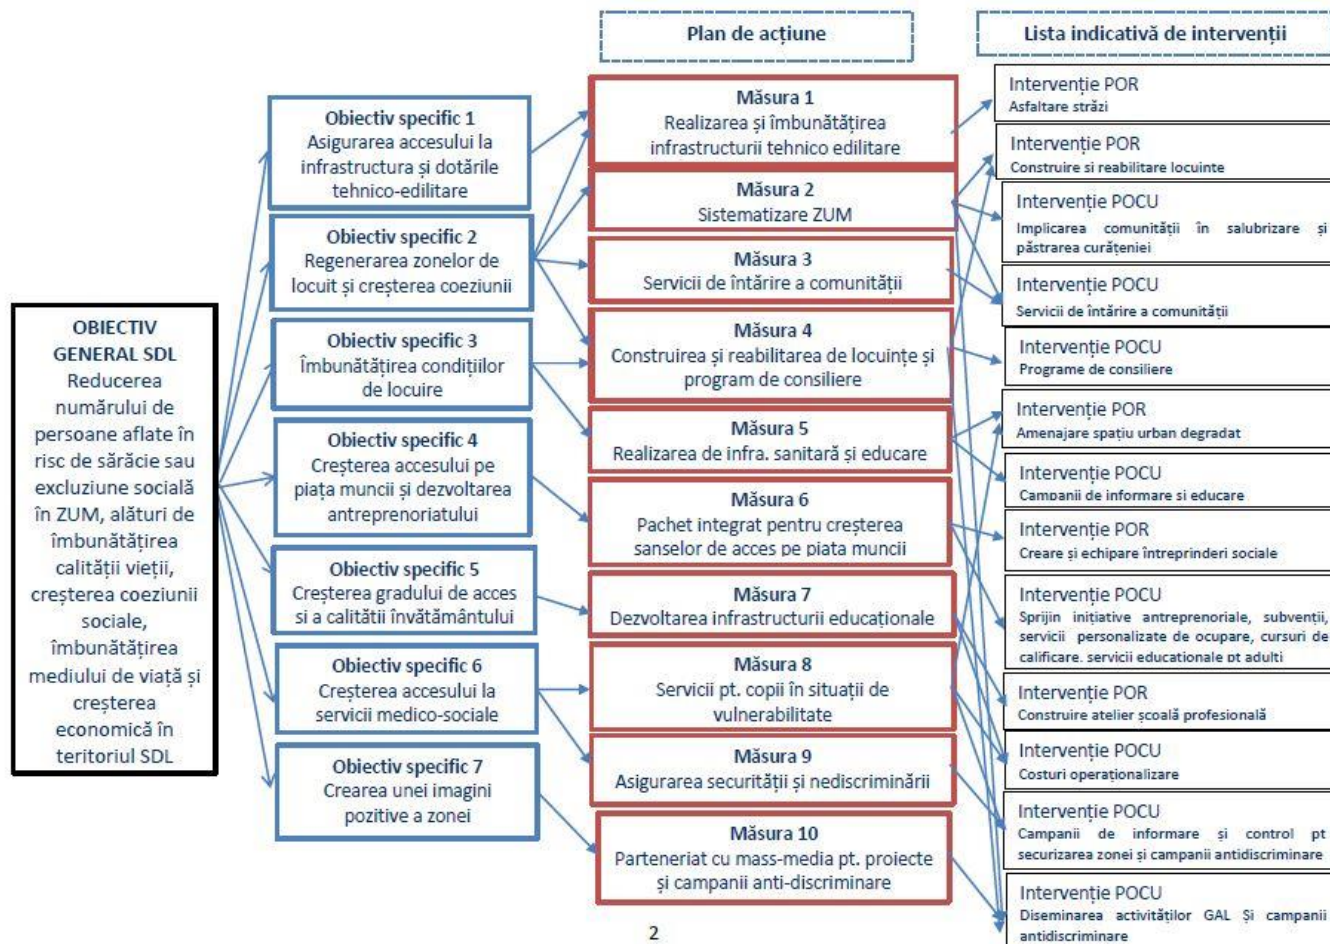 Plan de acțiune
Lista indicativă de intervenții
OBIECTIV
GENERAL SDL
Reducerea
numărului de
persoane aflate în
risc de sărăcie sau
excluziune socială
în ZUM, alături de
îmbunătățirea
calității vieții,
creșterea coeziunii
sociale,
îmbunătățirea
mediului de viață și
creșterea
economică în
teritoriul SDL
Obiectiv specific 1
Asigurarea accesului la
infrastructura și dotările
tehnico-edilitare
Obiectiv specific 2
Regenerarea zonelor de
locuit și creșterea coeziunii
Obiectiv specific 3
Îmbunătățirea condițiilor
de locuire
Obiectiv specific 4
Creșterea accesului pe
piața muncii și dezvoltarea
antreprenoriatului
Obiectiv specific 5
Creșterea gradului de acces
si a calității învățământului
Obiectiv specific 6
Creșterea accesului la
servicii medico-sociale
Obiectiv specific 7
Crearea unei imagini
pozitive a zonei
Măsura 1
Realizarea și îmbunătățirea
infrastructurii tehnico edilitare
Măsura 2
Sistematizare ZUM
Măsura 3
Servicii de întărire a comunității
Măsura 4
Construirea și reabilitarea de locuințe și
program de consiliere
Măsura 5
Realizarea de infra. sanitară și educare
Măsura 6
Pachet integrat pentru creșterea
sanselor de acces pe piata muncii
Măsura 7
Dezvoltarea infrastructurii educaționale
Măsura 8
Servicii pt. copii în situații de
vulnerabilitate
Măsura 9
Asigurarea securității și nediscriminării
Măsura 10
Parteneriat cu mass-media pt. proiecte
și campanii anti-discriminare
Intervenție POR
Asfaltare străzi
Intervenție POR
Construire si reabilitare locuinte
Intervenție POCU
Implicarea comunității în salubrizare și
păstrarea curățeniei
Intervenție POCU
Servicii de întărire a comunității
Intervenție POCU
Programe de consiliere
Intervenție POR
Amenajare spațiu urban degradat
Intervenție POCU
Campanii de informare si educare
Intervenție POR
Creare și echipare întreprinderi sociale
Intervenție POCU
Sprijin inițiative antreprenoriale, subvenții,
servicii personalizate de ocupare, cursuri de
calificare, servicii educationale pt adulti
Intervenție POR
Construire atelier școală profesională
Intervenție POCU
Costuri operaționalizare
Intervenție POCU
Campanii de informare și control pt
securizarea zonei și campanii antidiscriminare
Intervenție POCU
Diseminarea activităților GAL Și campanii
antidiscriminare
2